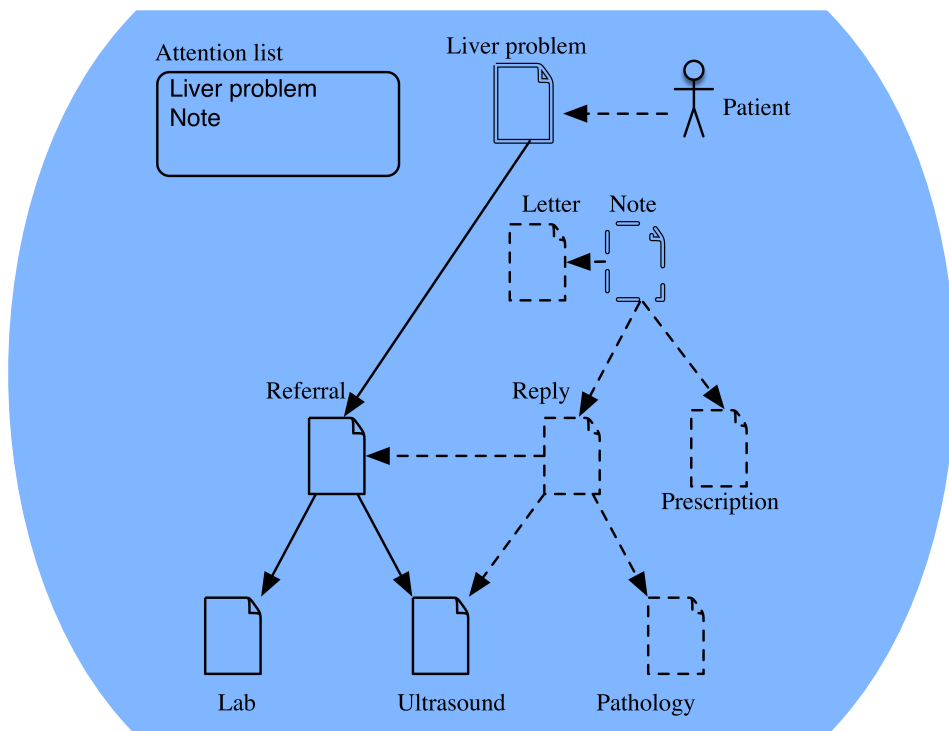 Liver problem
Attention list
Liver problem
Note
Patient
Letter
Note
Referral
Reply
Prescription
Lab
Ultrasound
Pathology